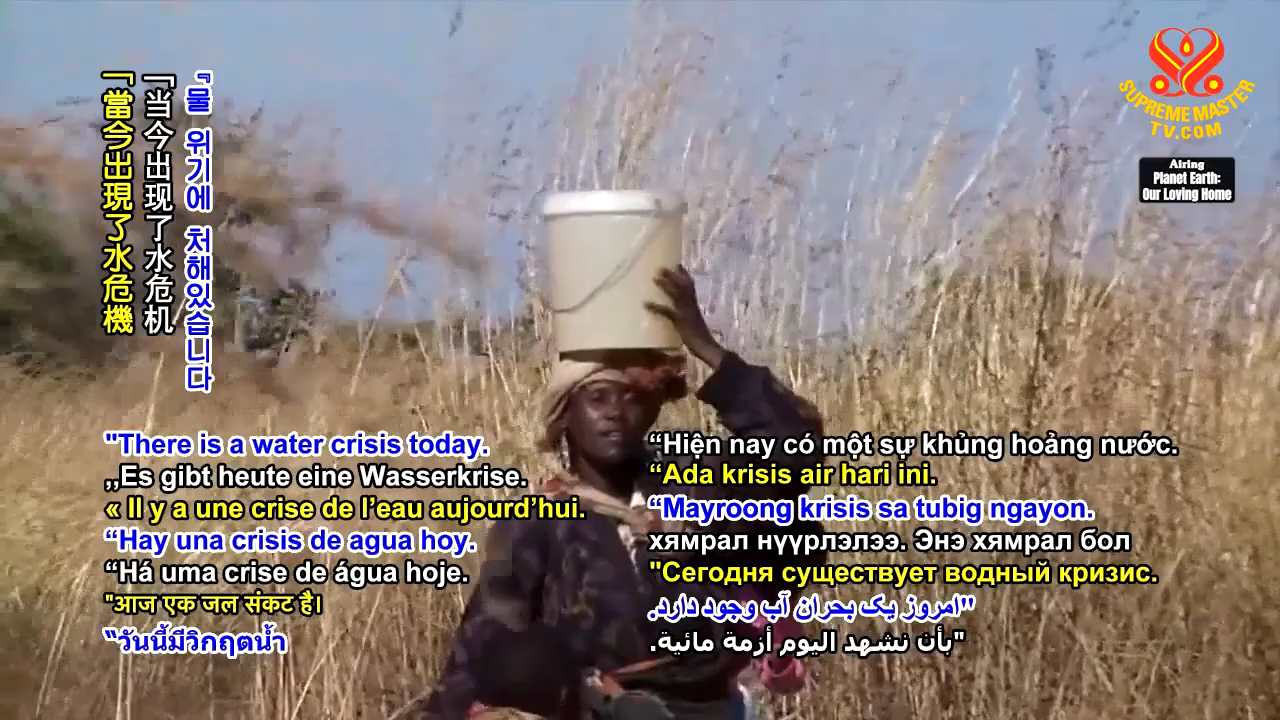 「當今出現了水危機
「当今出现了水危机
『물 위기에 처해있습니다
SUPREME MASTER
TV.COM
Airing
Planet Earth:
Our Loving Home
"There is a water crisis today.
„Es gibt heute eine Wasserkrise.
« Il y a une crise de l’eau aujourd’hui.
“Hay una crisis de agua hoy.
“Há uma crise de água hoje.
"आज एक जल संकट है।
“วันนี้มีวิกฤตน้ำ
“Hiện nay có một sự khủng hoảng nước.
“Ada krisis air hari ini.
“Mayroong krisis sa tubig ngayon.
хямрал нүүрлэлээ. Энэ хямрал бол
"Сегодня существует водный кризис.
"امروز یک بحران آب وجود دارد.
"بأن نشهد اليوم أزمة مائية.